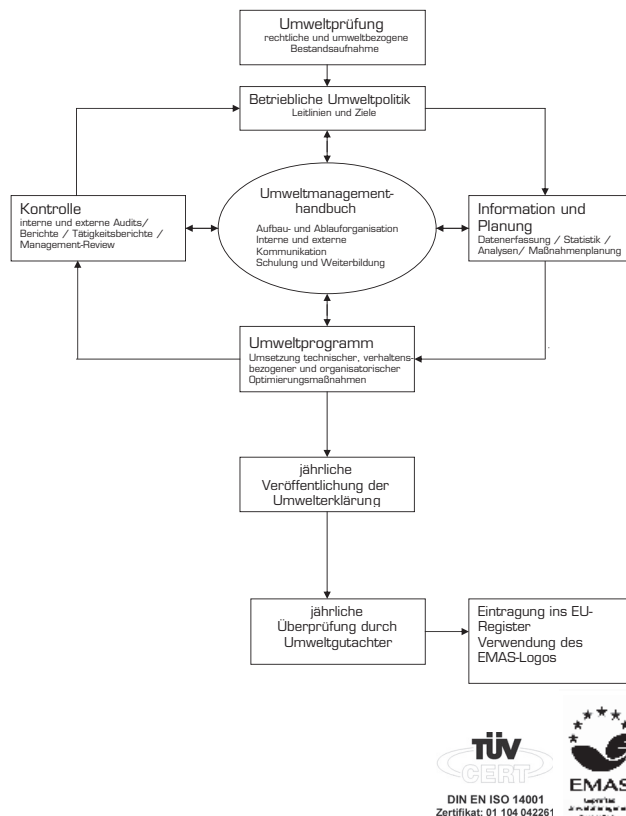 Umweltprüfung
rechtliche und umweltbezogene
Bestandsaufnahme
Betriebliche Umweltpolitik
Leitlinien und Ziele
Kontrolle
interne und externe Audits/
Berichte / Tätigkeitsberichte /
Management-Review
Umweltmanagement-
handbuch
Aufbau- und Ablauforganisation
Interne und externe
Kommunikation
Schulung und Weiterbildung
Information und
Planung
Datenerfassung / Statistik /
Analysen/ Maßnahmenplanung
Umweltprogramm
Umsetzung technischer, verhaltens-
bezogener und organisatorischer
Optimierungsmaßnahmen
jährliche
Veröffentlichung der
Umwelterklärung
jährliche
Überprüfung durch
Umweltgutachter
Eintragung ins EU-
Register
Verwendung des
EMAS-Logos
TÜV
CERT
DIN EN ISO 14001
Zertifikat: 01 104 042261
EMAS